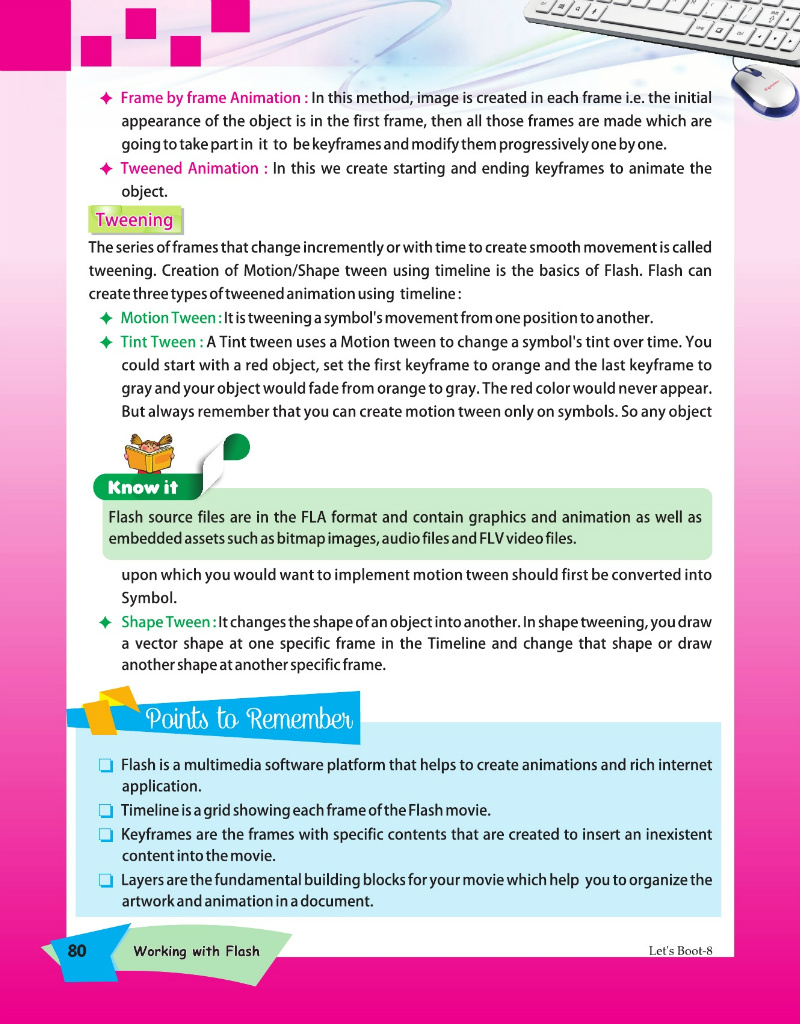 ✦ Frame by frame Animation : In this method, image is created in each frame i.e. the initial
appearance of the object is in the first frame, then all those frames are made which are
going to take part in it to be keyframes and modify them progressively one by one.
✦ Tweened Animation : In this we create starting and ending keyframes to animate the
object.
Tweening
The series of frames that change incremently or with time to create smooth movement is called
tweening. Creation of Motion/Shape tween using timeline is the basics of Flash. Flash can
create three types of tweened animation using timeline :
✦ Motion Tween : It is tweening a symbol's movement from one position to another.
✦ Tint Tween : A Tint tween uses a Motion tween to change a symbol's tint over time. You
could start with a red object, set the first keyframe to orange and the last keyframe to
gray and your object would fade from orange to gray. The red color would never appear.
But always remember that you can create motion tween only on symbols. So any object
Know it
Flash source files are in the FLA format and contain graphics and animation as well as
embedded assets such as bitmap images, audio files and FLV video files.
upon which you would want to implement motion tween should first be converted into
Symbol.
✦ Shape Tween : It changes the shape of an object into another. In shape tweening, you draw
a vector shape at one specific frame in the Timeline and change that shape or draw
another shape at another specific frame.
Points to Remember
❑ Flash is a multimedia software platform that helps to create animations and rich internet
application.
❑ Timeline is a grid showing each frame of the Flash movie.
❑ Keyframes are the frames with specific contents that are created to insert an inexistent
content into the movie.
❑ Layers are the fundamental building blocks for your movie which help you to organize the
artwork and animation in a document.
80 Working with Flash
Let's Boot-8